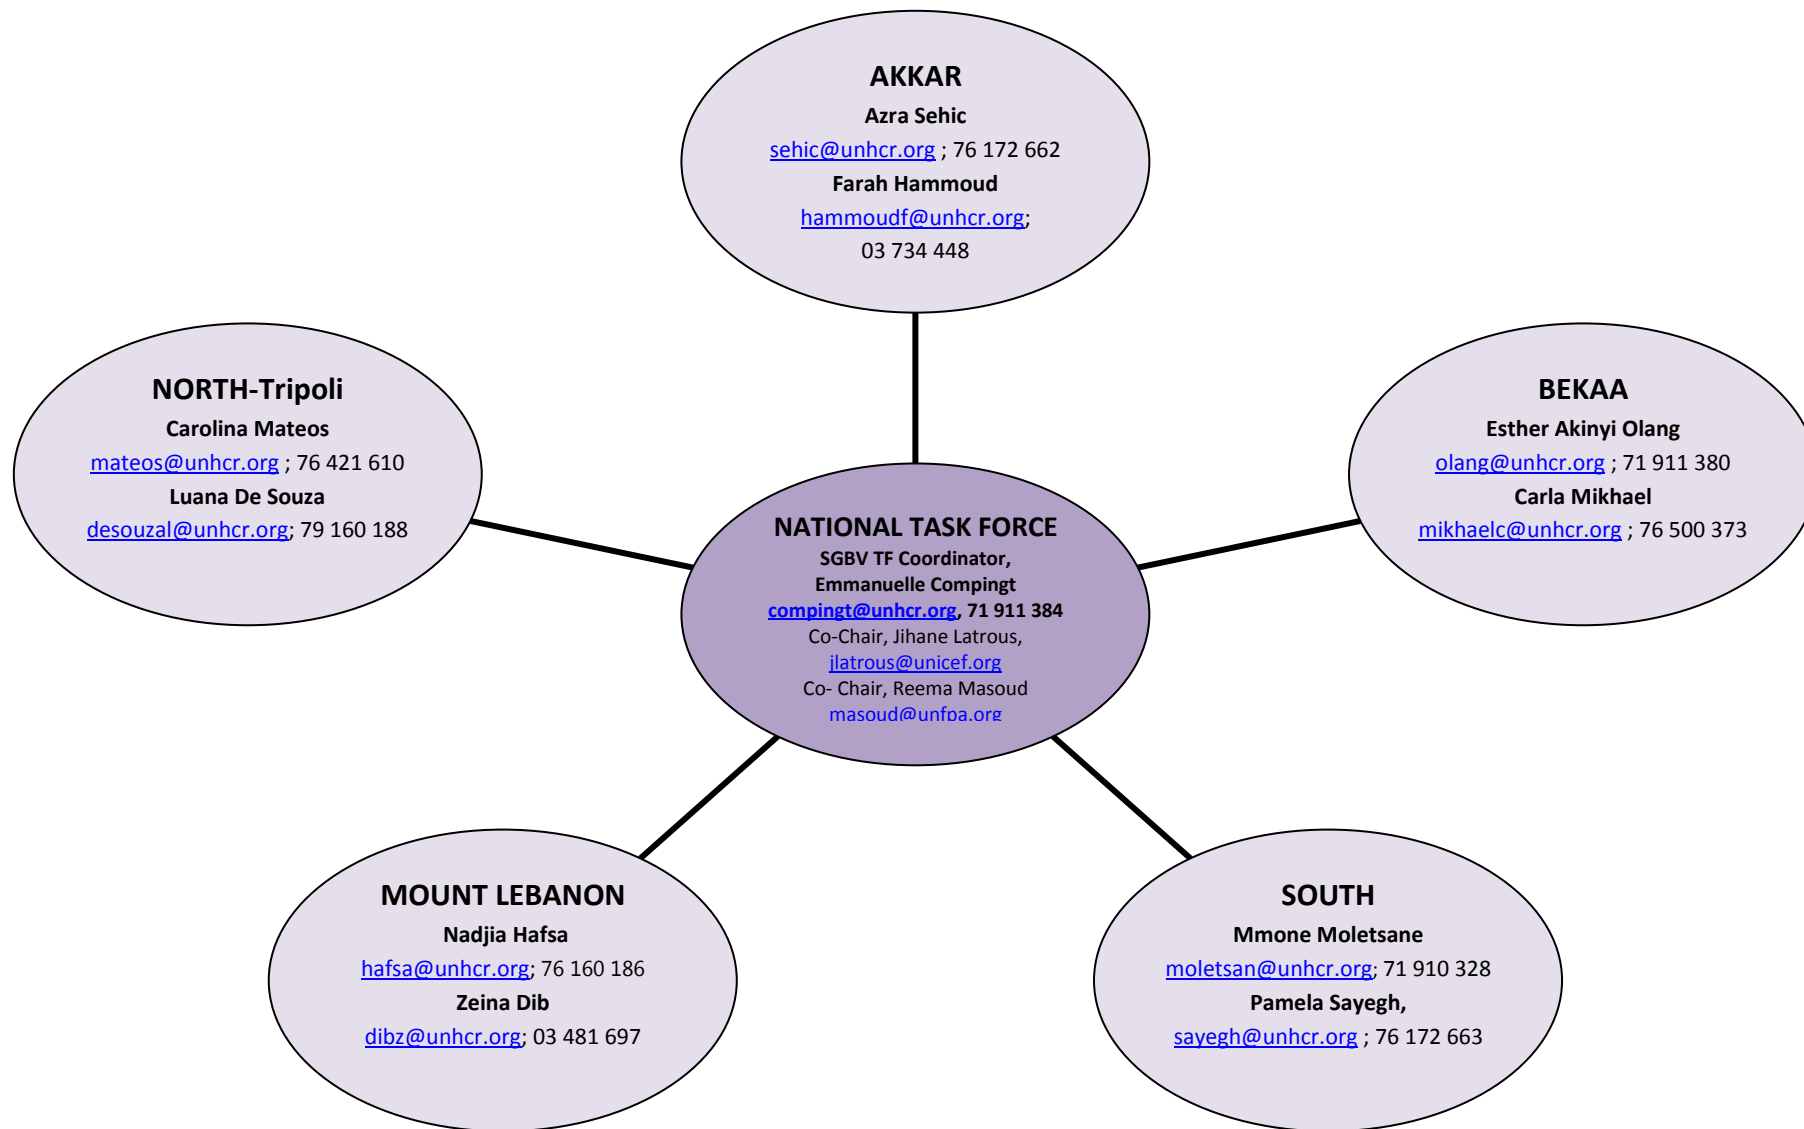 AKKAR
Azra Sehic
sehic@unhcr.org ; 76 172 662
Farah Hammoud
hammoudf@unhcr.org;
03 734 448
NORTH-Tripoli
Carolina Mateos
mateos@unhcr.org ; 76 421 610
Luana De Souza
desouzal@unhcr.org; 79 160 188
BEKAA
Esther Akinyi Olang
olang@unhcr.org ; 71 911 380
Carla Mikhael
mikhaelc@unhcr.org ; 76 500 373
NATIONAL TASK FORCE
SGBV TF Coordinator,
Emmanuelle Compingt
compingt@unhcr.org, 71 911 384
Co-Chair, Jihane Latrous,
jlatrous@unicef.org
Co- Chair, Reema Masoud
masoud@unfpa.org
MOUNT LEBANON
Nadjia Hafsa
hafsa@unhcr.org; 76 160 186
Zeina Dib
dibz@unhcr.org; 03 481 697
SOUTH
Mmone Moletsane
moletsan@unhcr.org; 71 910 328
Pamela Sayegh,
sayegh@unhcr.org ; 76 172 663